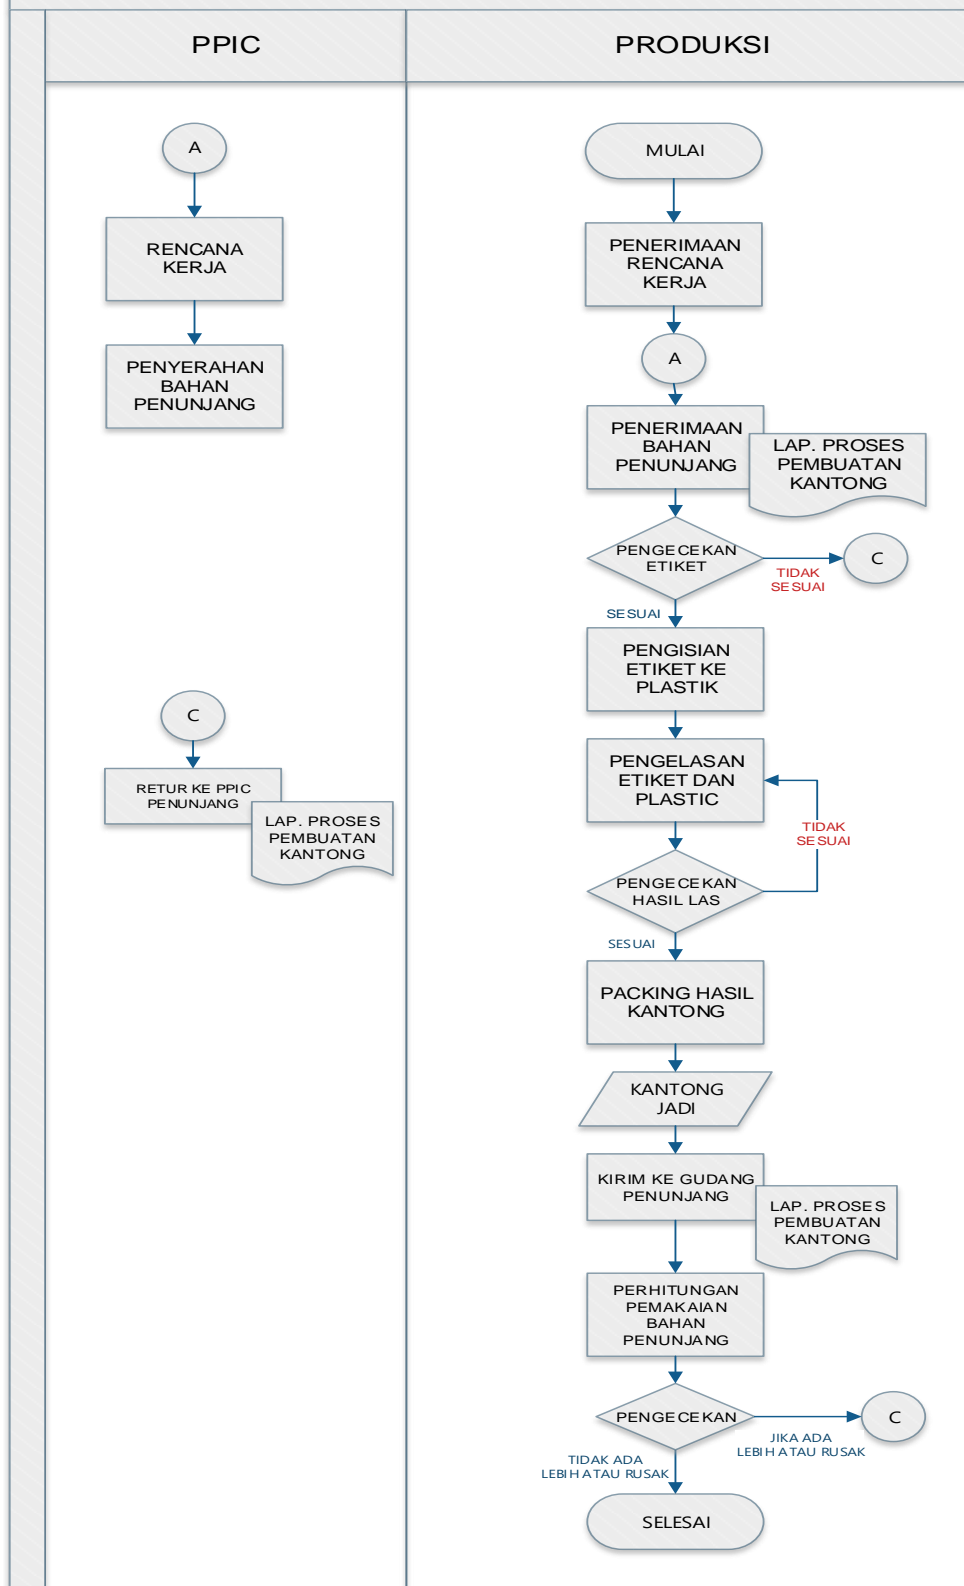 PPIC
PRODUKSI
A
RENCANA
KERJA
PENYERAHAN
BAHAN
PENUNJANG
C
RETUR KE PPIC
PENUNJANG
LAP. PROSES
PEMBUATAN
KANTONG
MULAI
PENERIMAAN
RENCANA
KERJA
A
PENERIMAAN
BAHAN
PENUNJANG
LAP. PROSES
PEMBUATAN
KANTONG
PENGECEKAN
ETIKET
TIDAK
SESUAI
C
SESUAI
PENGISIAN
ETIKET KE
PLASTIK
PENGELASAN
ETIKET DAN
PLASTIC
TIDAK
SESUAI
PENGECEKAN
HASIL LAS
SESUAI
PACKING HASIL
KANTONG
KANTONG
JADI
KIRIM KE GUDANG
PENUNJANG
LAP. PROSES
PEMBUATAN
KANTONG
PERHITUNGAN
PEMAKAIAN
BAHAN
PENUNJANG
PENGECEKAN
C
JIKA ADA
LEBIH ATAU RUSAK
TIDAK ADA
LEBIH ATAU RUSAK
SELESAI